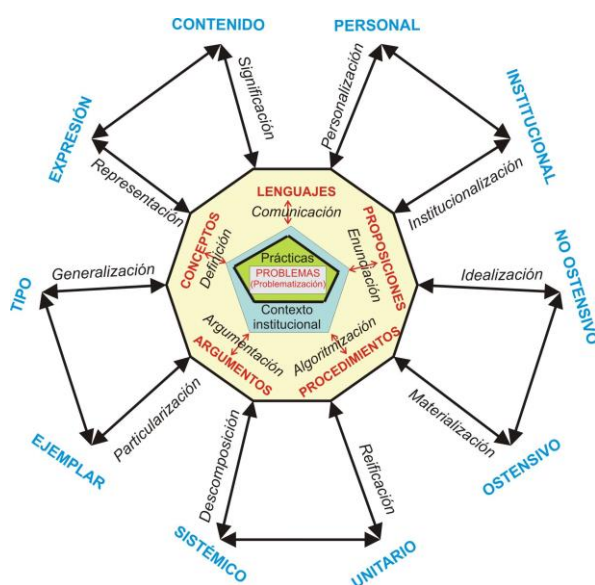 CONTENIDO
PERSONAL
EXPRESIÓN
Significación
Personalización
INSTITUCIONAL
Representación
Institucionalización
LENGUAJES
Comunicación
CONCEPTOS
Definición
PROPOSICIONES
Enunciación
Prácticas
PROBLEMAS
(Problematización)
Contexto
institucional
Argumentación
ARGUMENTOS
Algoritmización
PROCEDIMIENTOS
TIPO
Generalización
Idealización
NO OSTENSIVO
EJEMPLAR
Particularización
Materialización
OSTENSIVO
Descomposición
Reificación
SISTÉMICO
UNITARIO